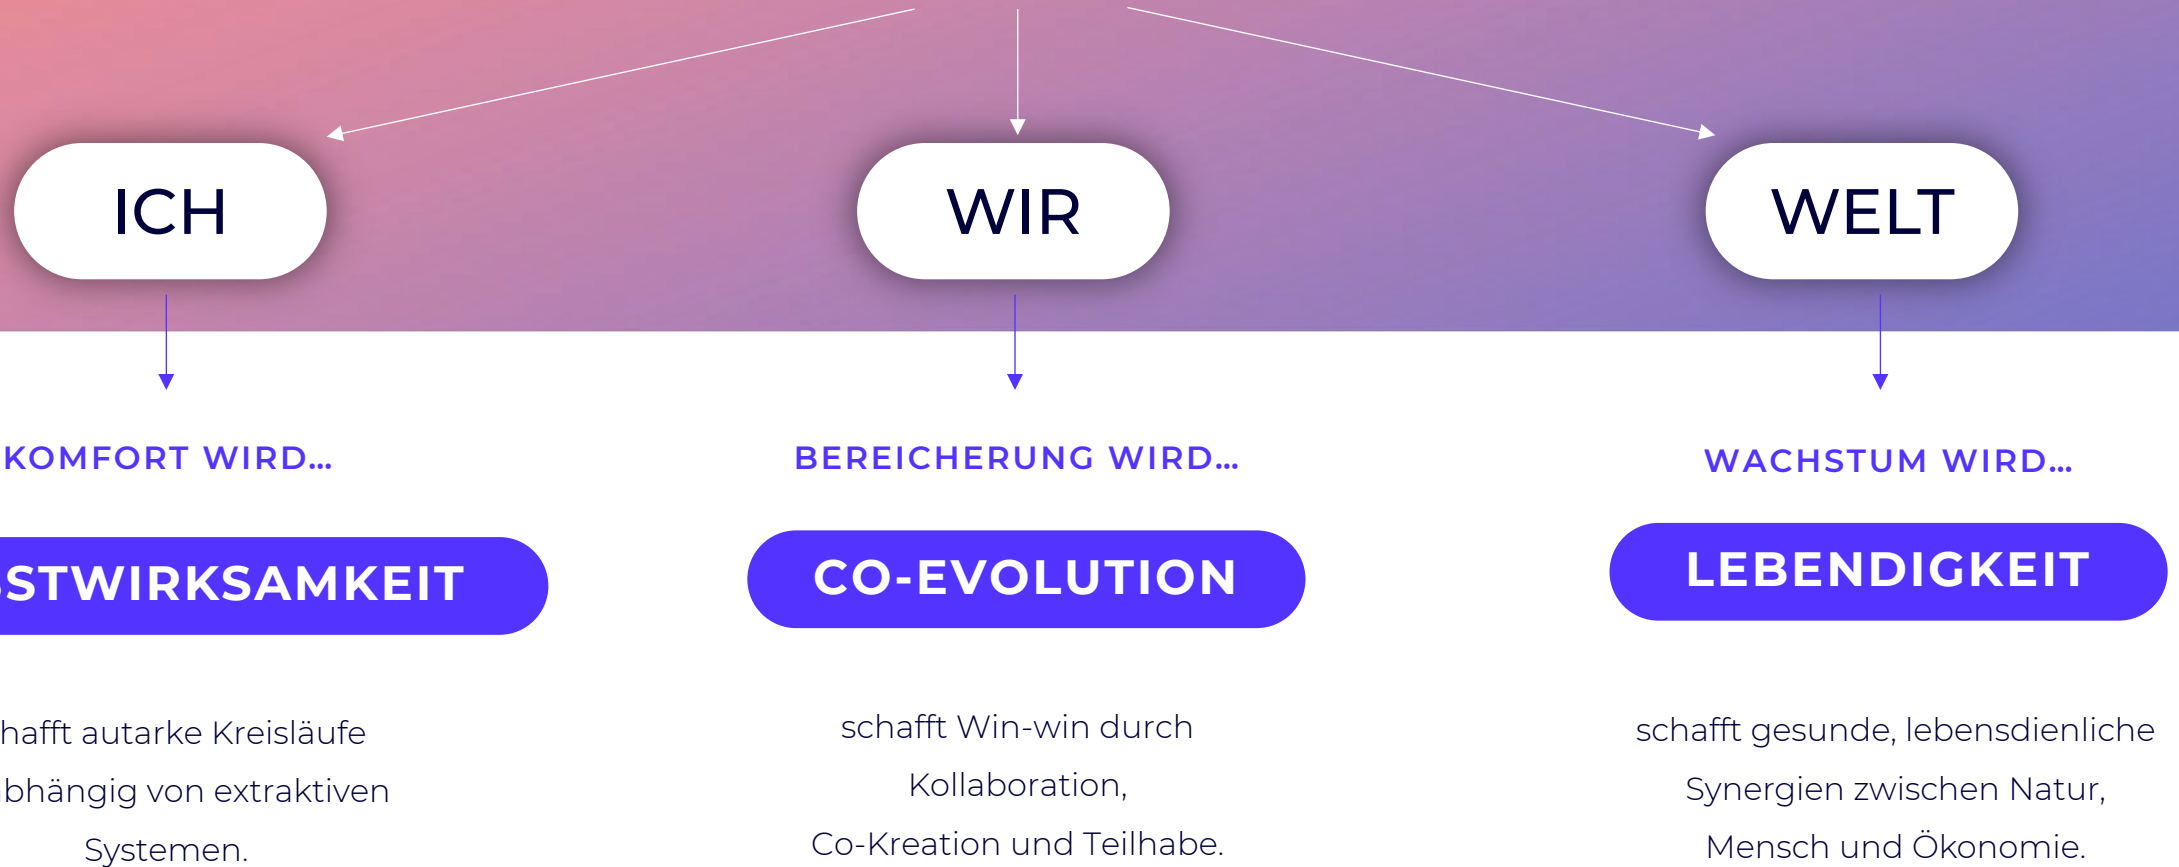 ICH
WIR
WELT
KOMFORT WIRD...
BEREICHERUNG WIRD...
WACHSTUM WIRD...
STWIRKSAMKEIT
CO-EVOLUTION
LEBENDIGKEIT
hafft autarke Kreisläufe
bhängig von extraktiven
Systemen.
schafft Win-win durch
Kollaboration,
Co-Kreation und Teilhabe.
schafft gesunde, lebensdienliche
Synergien zwischen Natur,
Mensch und Ökonomie.